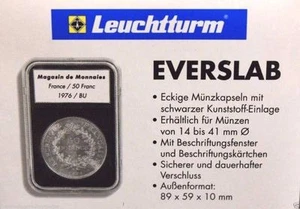 Leuchtturm
EVERSLAB
Magasin de Monnaies
France / 50 Franc
1976 / BU
• Eckige Münzkapseln mit
schwarzer Kunststoff-Einlage
• Erhältlich für Münzen
von 14 bis 41 mm Ø
• Mit Beschriftungsfenster
und Beschriftungskärtchen
• Sicherer und dauerhafter
Verschluss
• Außenformat:
89 x 59 x 10 mm